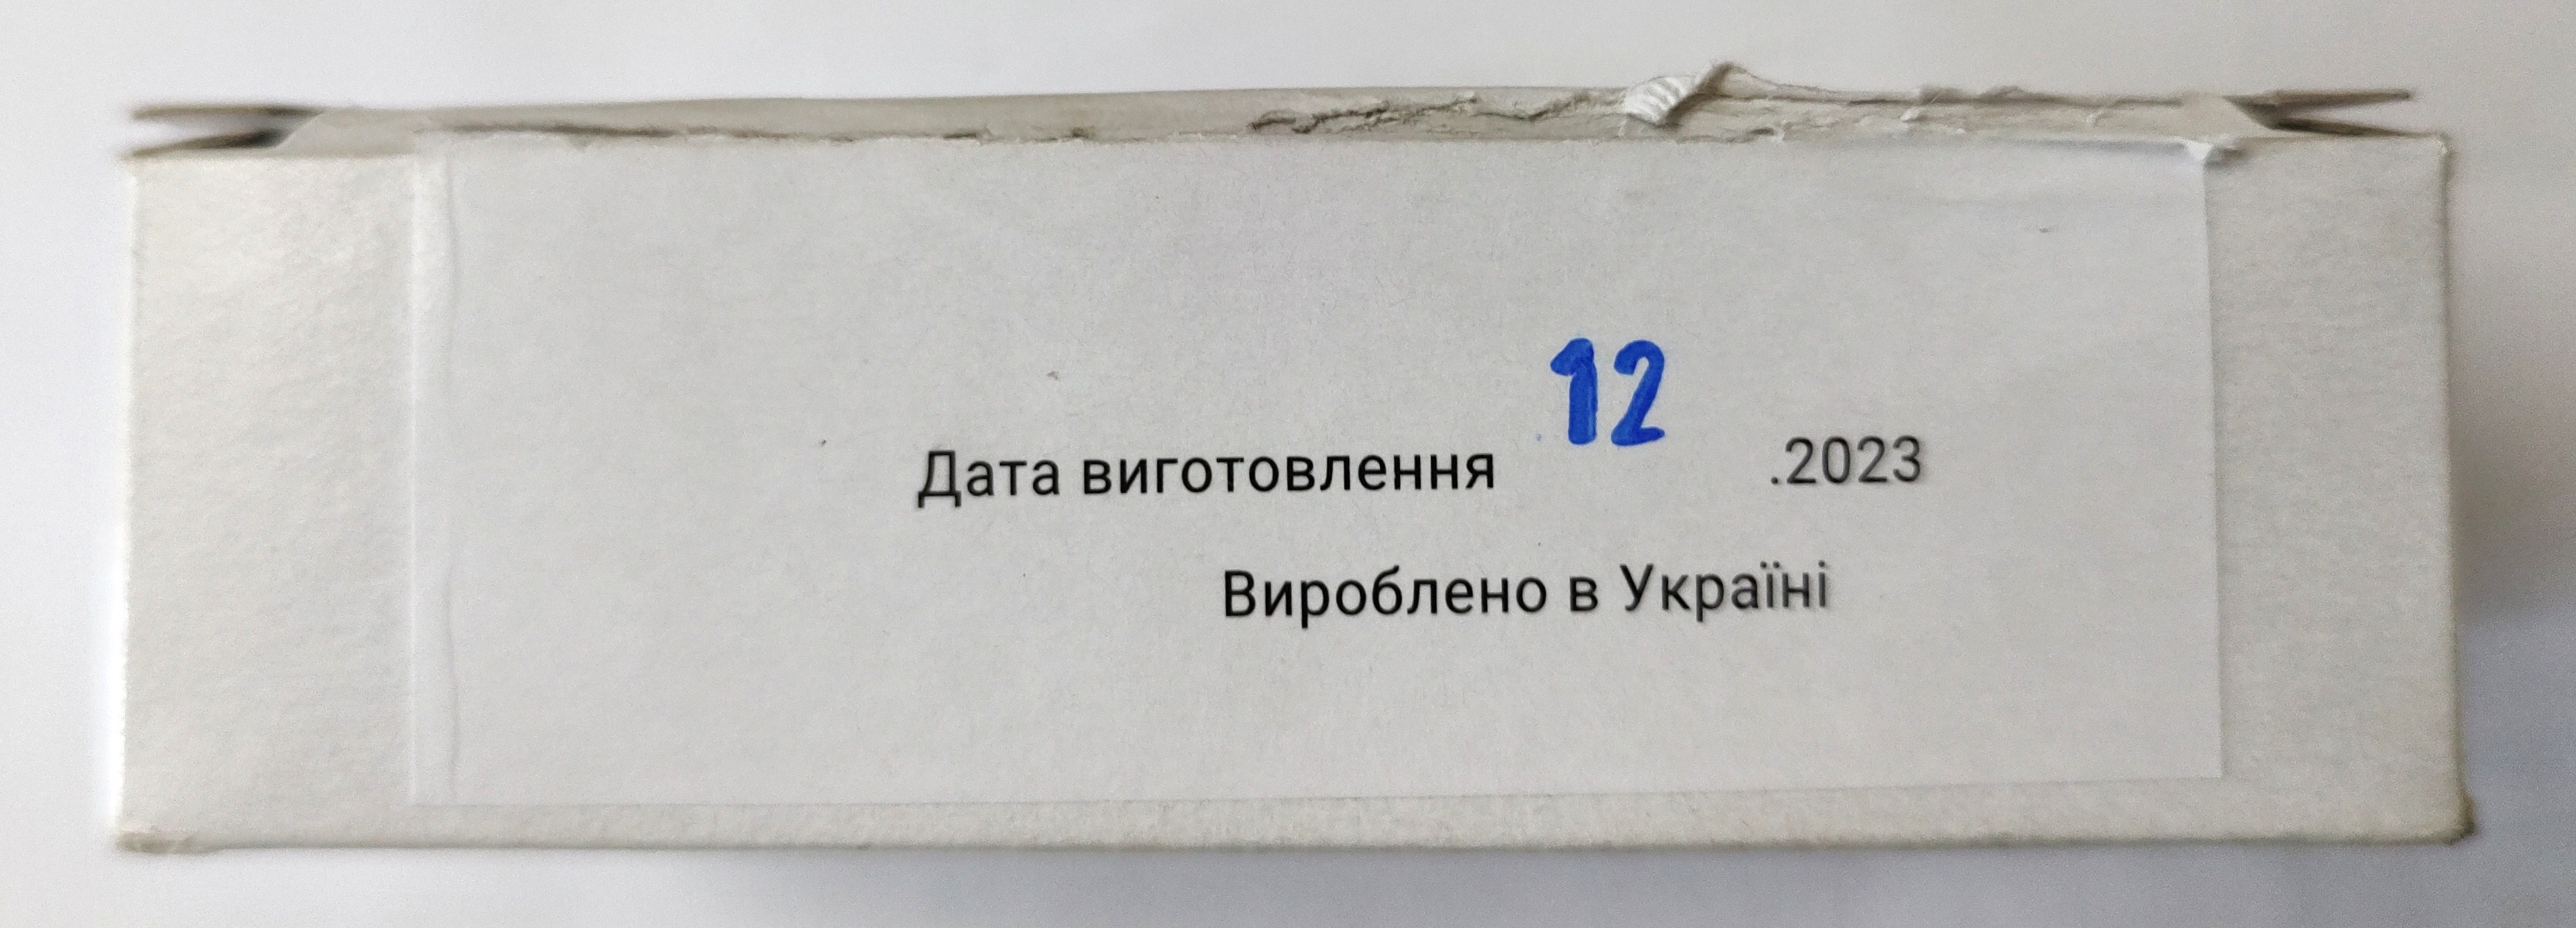 Дата виготовлення 12 .2023
Вироблено в Україні